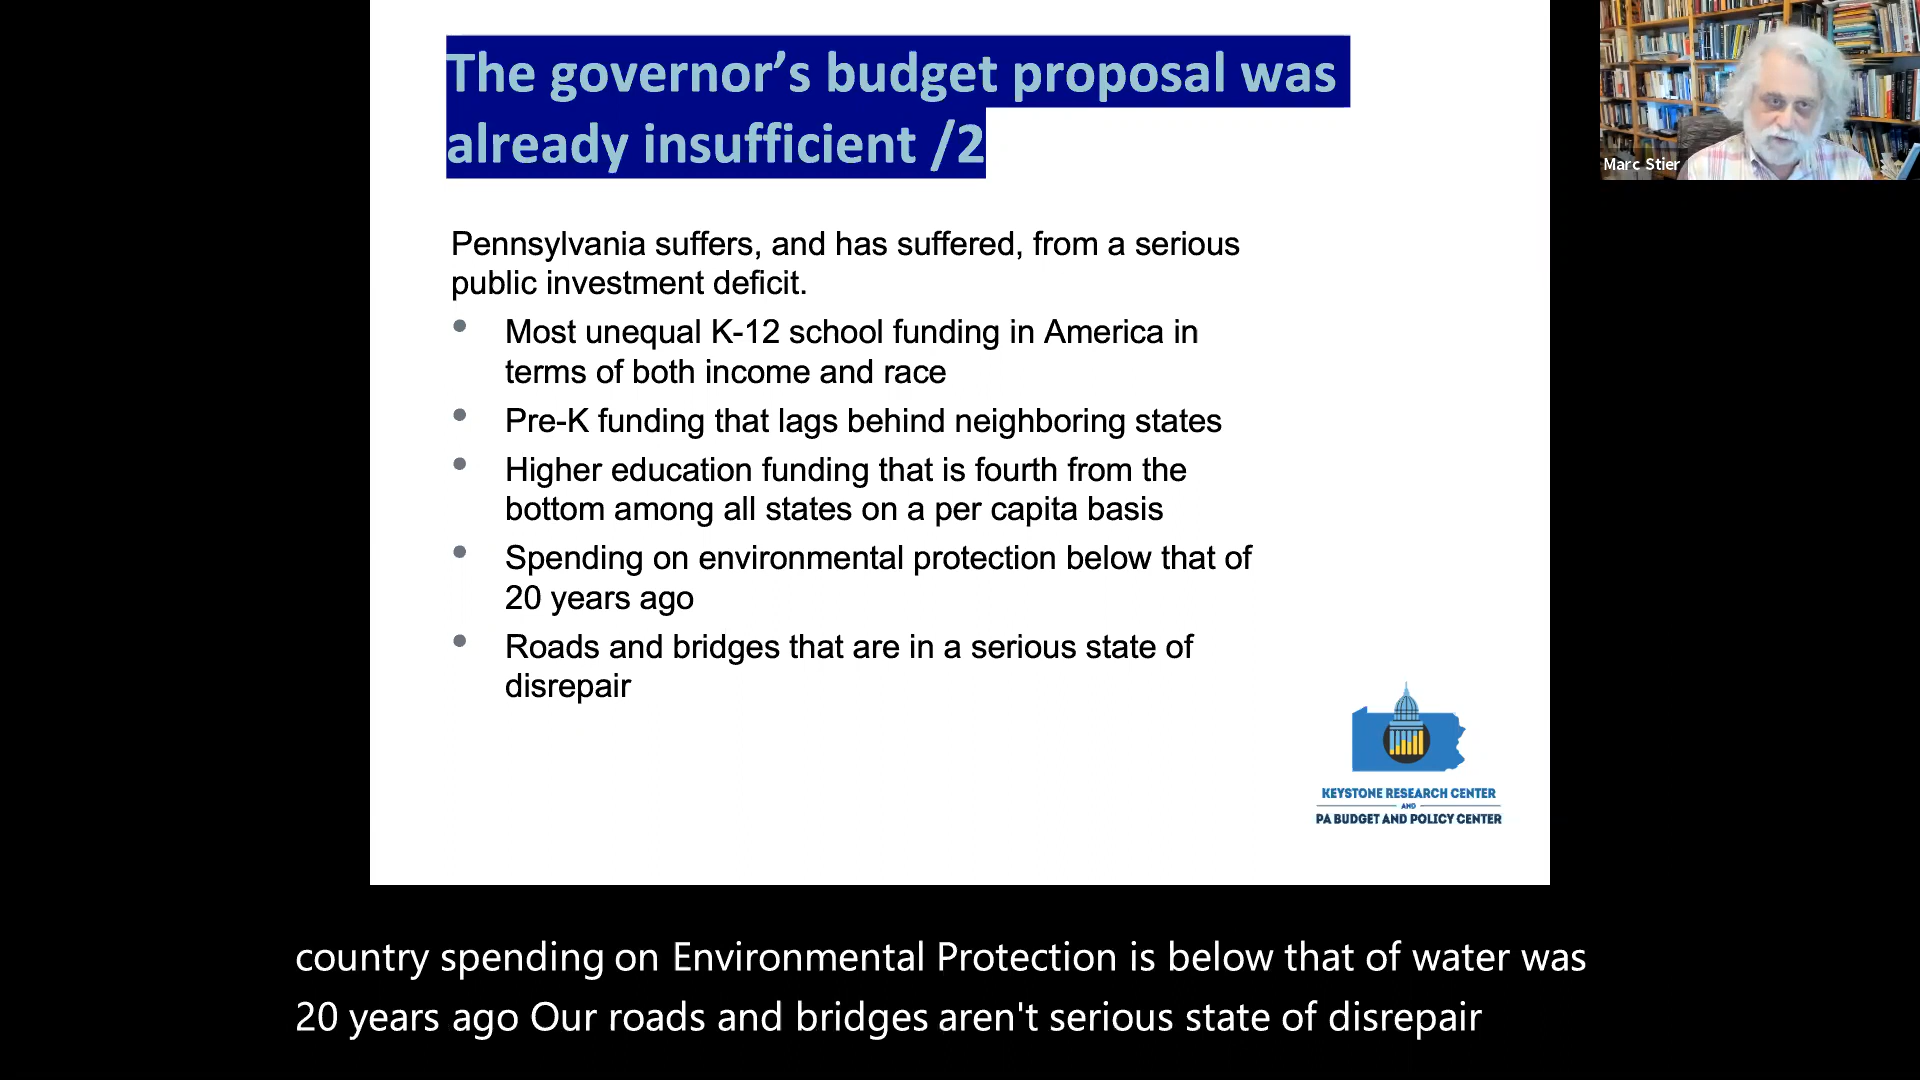 The governor’s budget proposal was
already insufficient /2
Marc Stier
Pennsylvania suffers, and has suffered, from a serious
public investment deficit.
• Most unequal K-12 school funding in America in
terms of both income and race
• Pre-K funding that lags behind neighboring states
• Higher education funding that is fourth from the
bottom among all states on a per capita basis
• Spending on environmental protection below that of
20 years ago
• Roads and bridges that are in a serious state of
disrepair
KEYSTONE RESEARCH CENTER
AND
PA BUDGET AND POLICY CENTER
country spending on Environmental Protection is below that of water was
20 years ago Our roads and bridges aren't serious state of disrepair